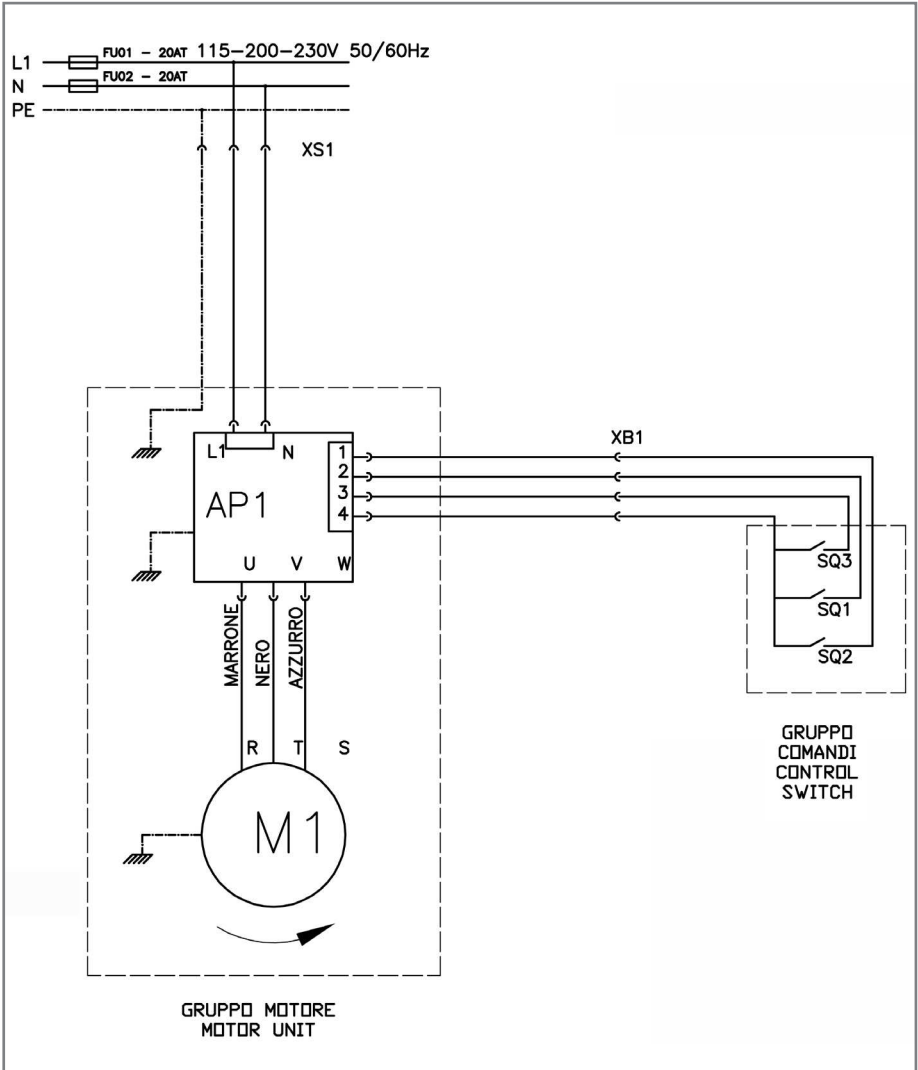 L1 FU01 - 20AT 115-200-230V 50/60Hz
N FU02 - 20AT
PE
XS1
L1 N
AP1
1
2
3
4
XB1
U V W
MARRONE
NERO
AZZURRO
SQ3
SQ1
SQ2
R T S
M1
GRUPPO
COMANDI
CONTROL
SWITCH
GRUPPO MOTORE
MOTOR UNIT